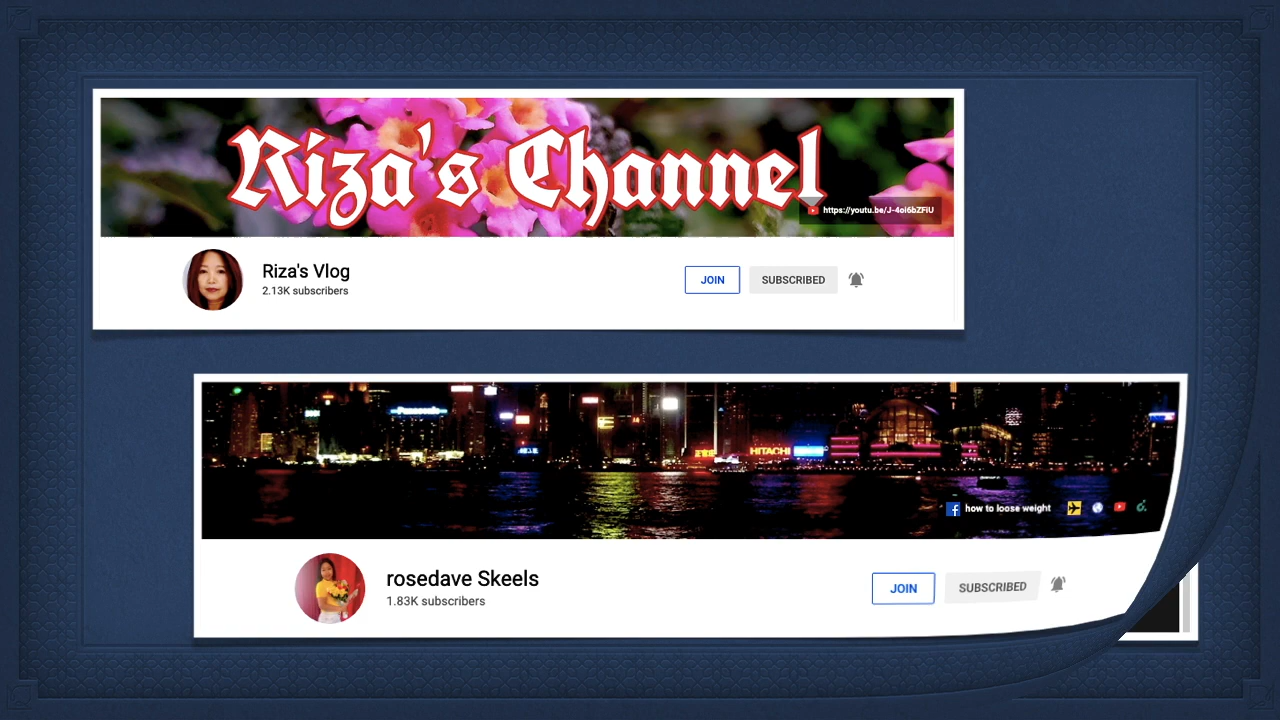 Riza's Channel
https://youtu.be/J-4oi6bZFiU
Riza's Vlog
2.13K subscribers
JOIN
SUBSCRIBED
Panasonic
HITACHI
how to loose weight
rosedave Skeels
1.83K subscribers
JOIN
SUBSCRIBED